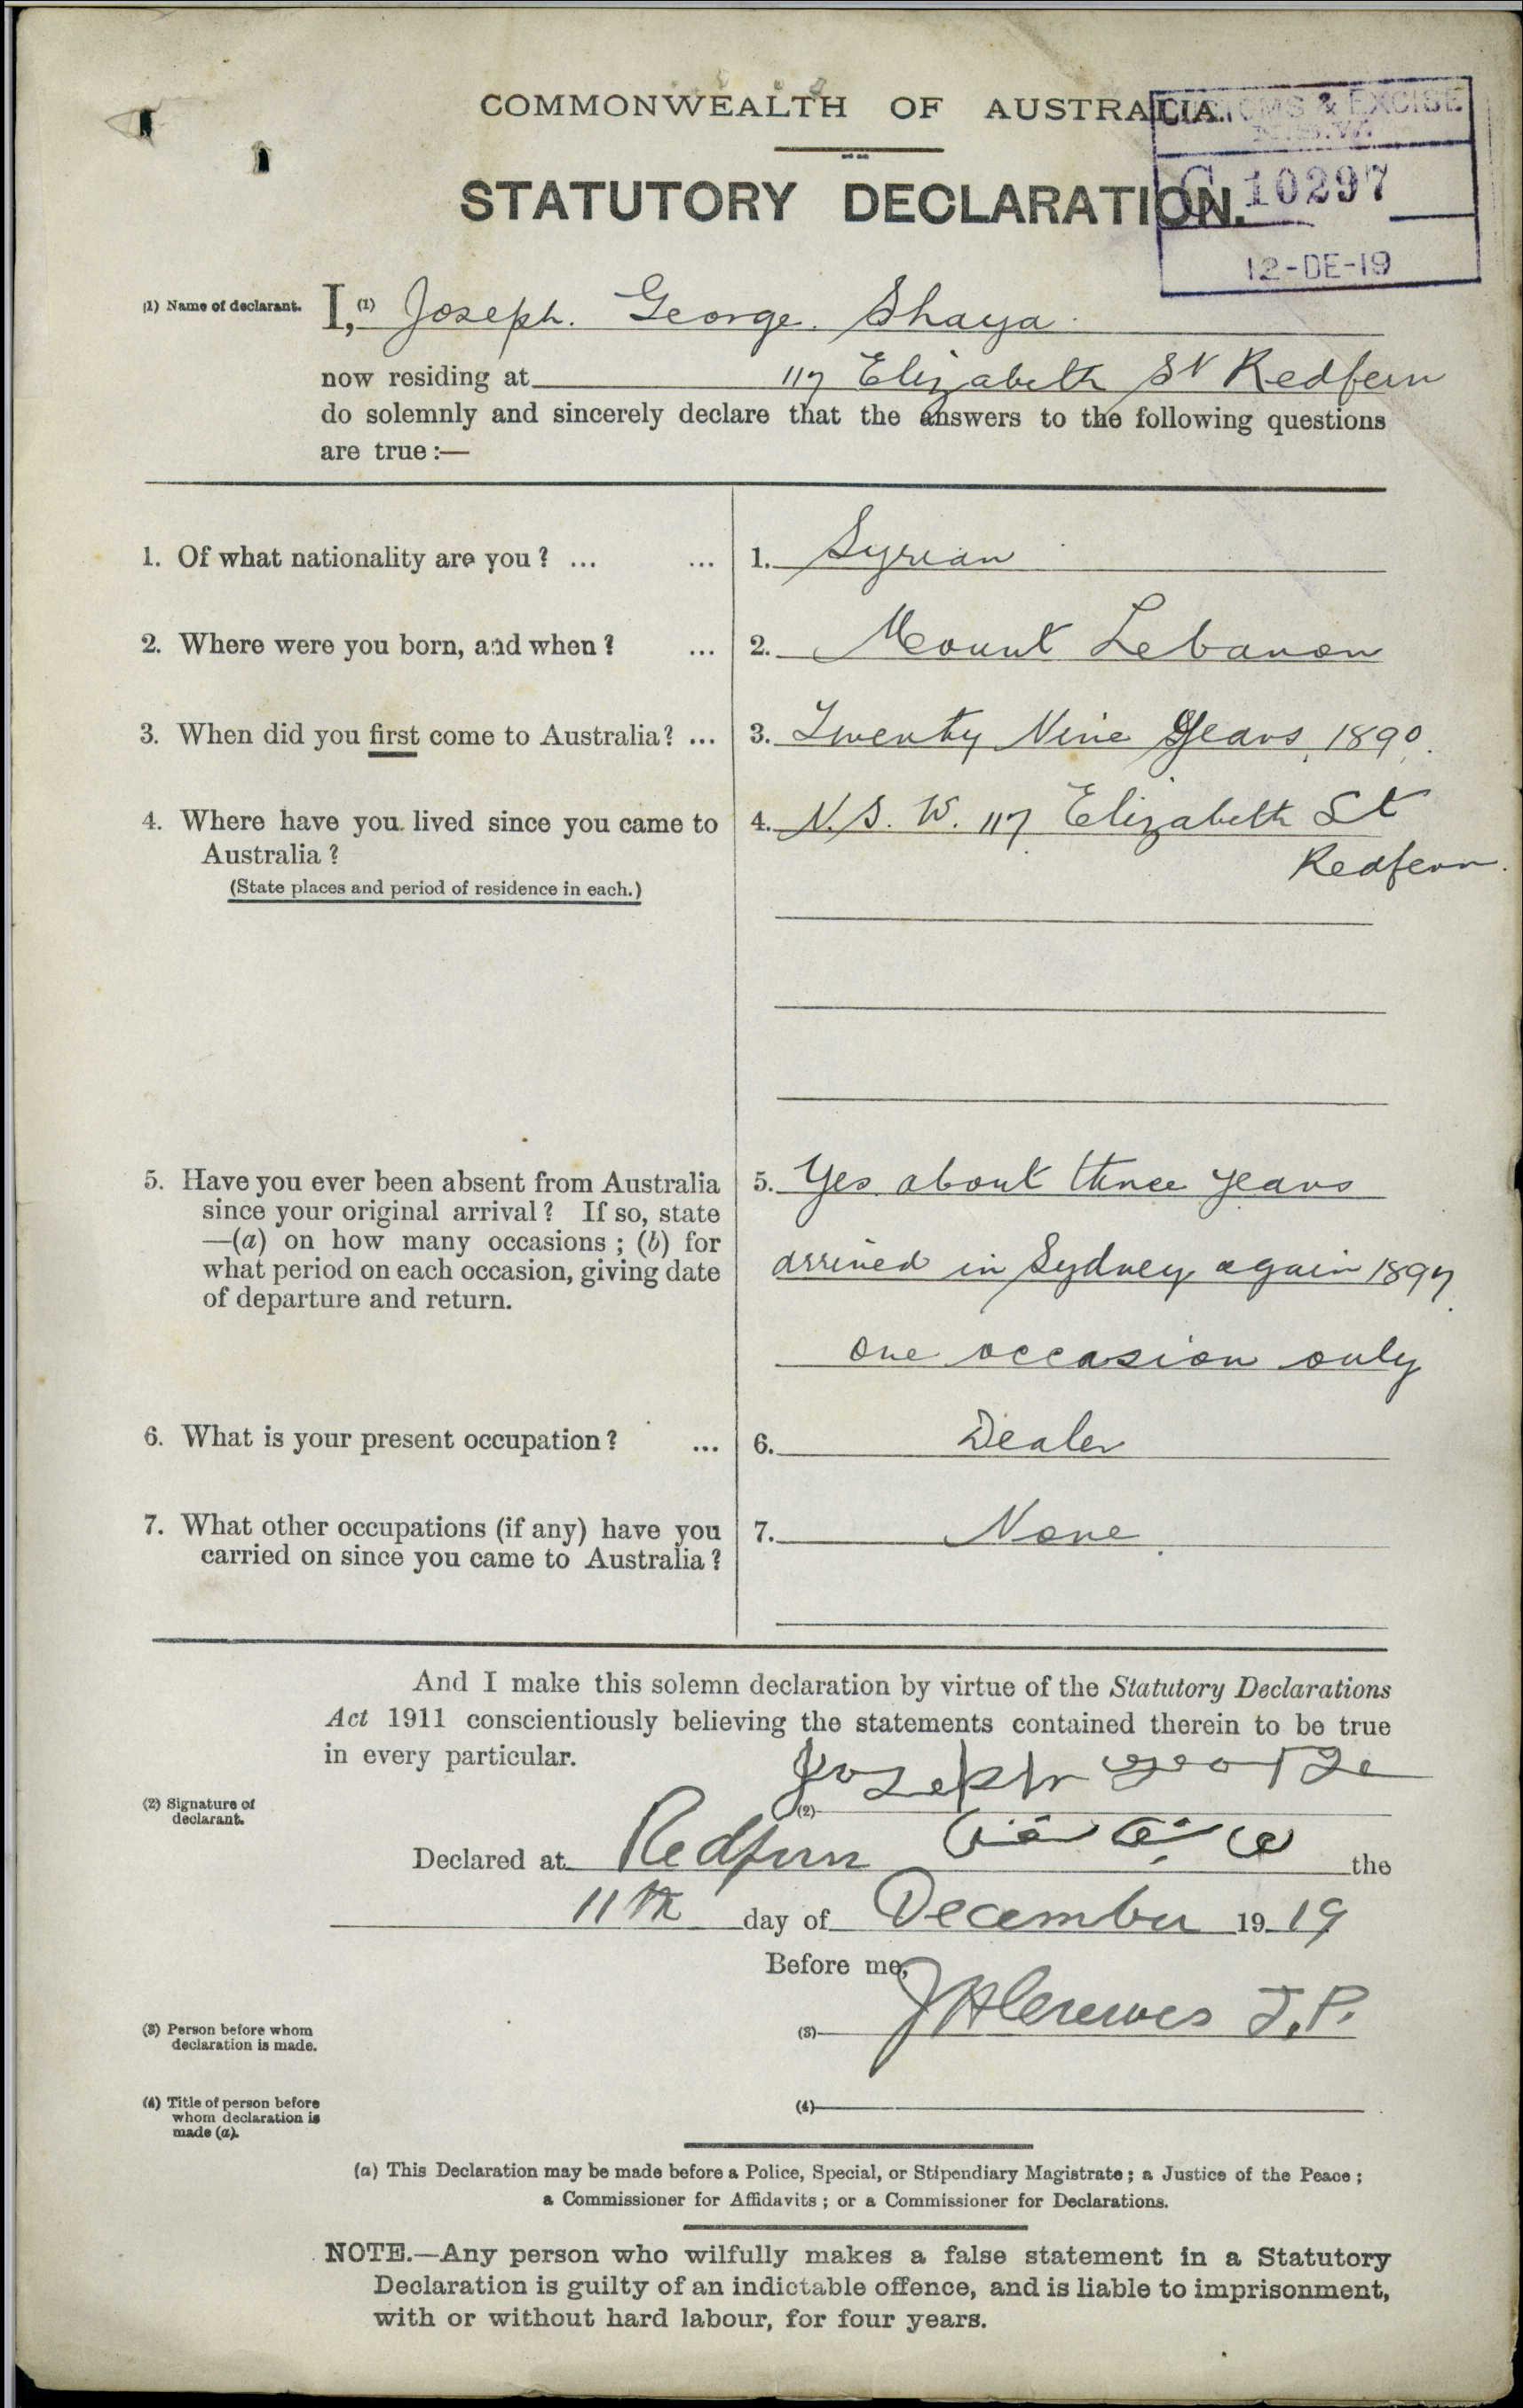 COMMONWEALTH OF AUSTRALIA.
CUSTOMS & EXCISE
N.S.W.
STATUTORY DECLARATION.
C 10297
12-DE-19
(1) Name of declarant. I,(1) Joseph. George. Shaya
now residing at 117 Elizabeth St Redfern
do solemnly and sincerely declare that the answers to the following questions
are true:—
1. Of what nationality are you? ... ... 1. Syrian
2. Where were you born, and when? ... 2. Mount Lebanon
3. When did you first come to Australia? ... 3. Twenty Nine Years, 1890.
4. Where have you lived since you came to 4. N.S.W. 117 Elizabeth St
Australia? Redfern.
(State places and period of residence in each.)
5. Have you ever been absent from Australia 5. Yes about three years
since your original arrival? If so, state
—(a) on how many occasions; (b) for
what period on each occasion, giving date arrived in Sydney again 1897.
of departure and return.
one occasion only
6. What is your present occupation? ... 6. Dealer
7. What other occupations (if any) have you 7. None.
carried on since you came to Australia?
And I make this solemn declaration by virtue of the Statutory Declarations
Act 1911 conscientiously believing the statements contained therein to be true
in every particular.
(2) Signature of
declarant.
(2) Joseph George
Declared at Redfern the
11th day of December 1919
Before me,
(3) Person before whom
declaration is made.
(3) J.P.
(4) Title of person before
whom declaration is
made (a).
(4)
(a) This Declaration may be made before a Police, Special, or Stipendiary Magistrate; a Justice of the Peace;
a Commissioner for Affidavits; or a Commissioner for Declarations.
NOTE.—Any person who wilfully makes a false statement in a Statutory
Declaration is guilty of an indictable offence, and is liable to imprisonment,
with or without hard labour, for four years.